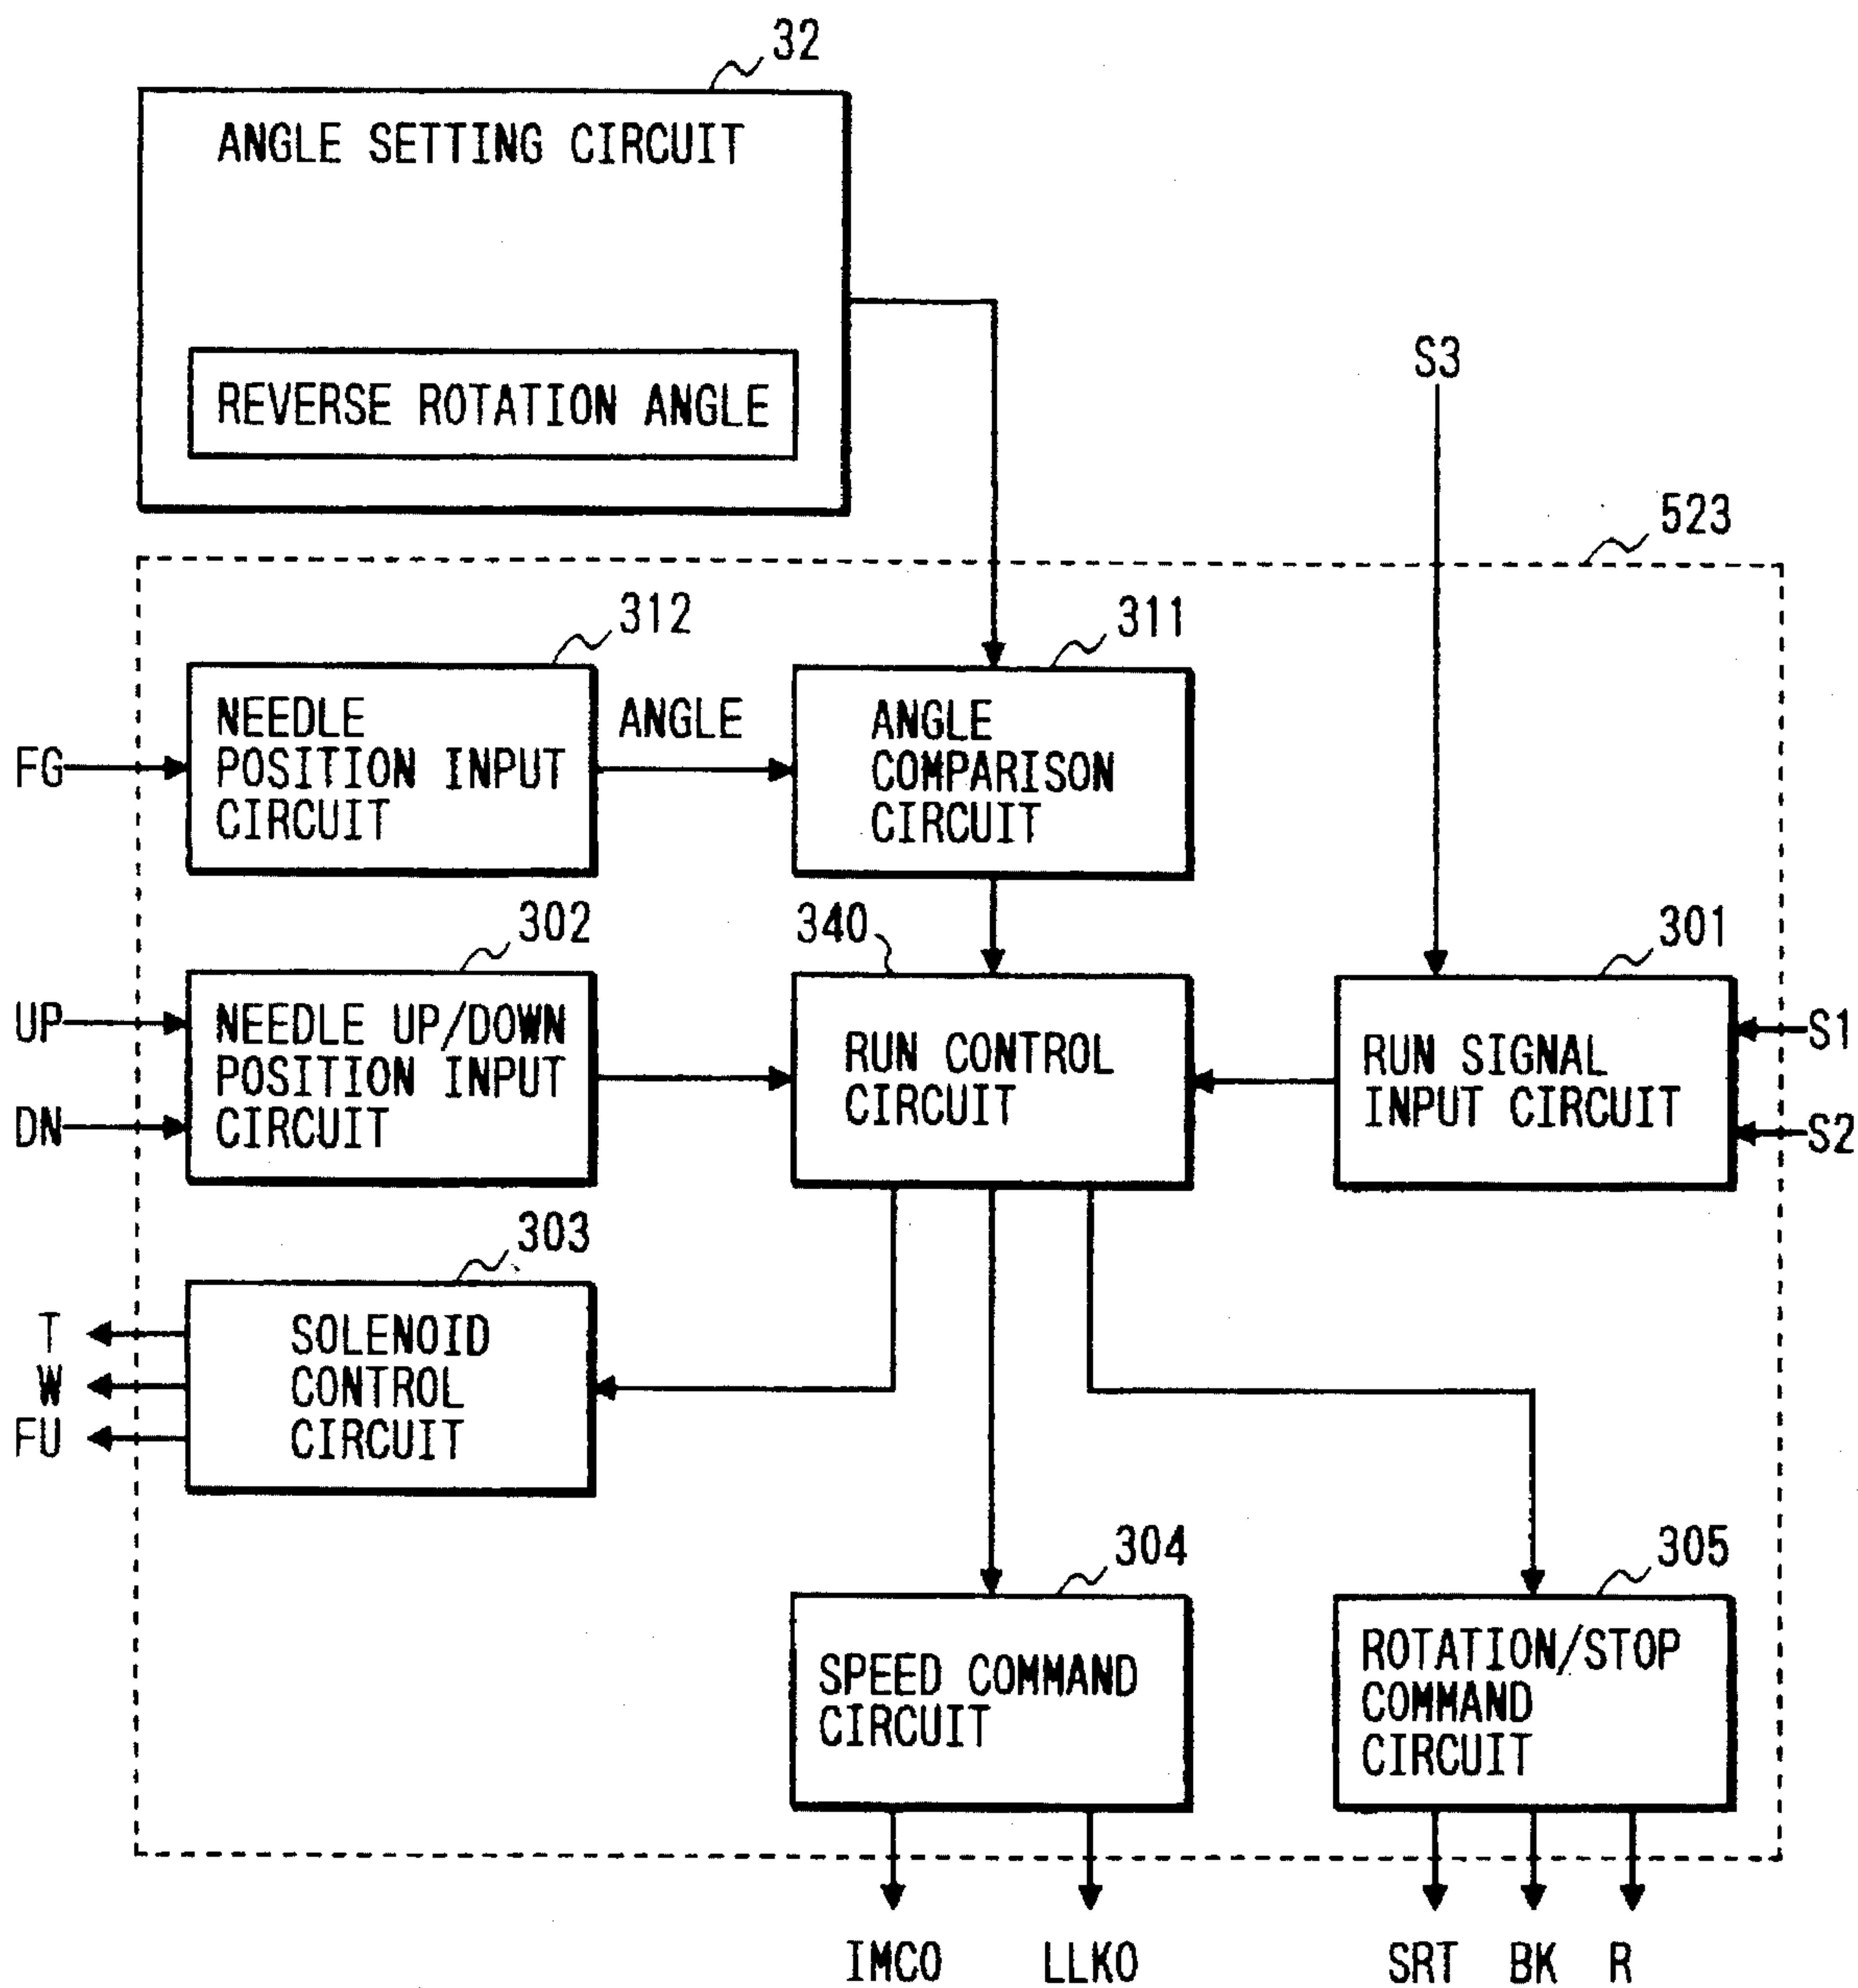 32
ANGLE SETTING CIRCUIT
REVERSE ROTATION ANGLE
S3
523
312
311
NEEDLE
POSITION INPUT
CIRCUIT
ANGLE
ANGLE
COMPARISON
CIRCUIT
FG
302
340
301
UP
DN
NEEDLE UP/DOWN
POSITION INPUT
CIRCUIT
RUN CONTROL
CIRCUIT
RUN SIGNAL
INPUT CIRCUIT
S1
S2
303
T
W
FU
SOLENOID
CONTROL
CIRCUIT
304
305
SPEED COMMAND
CIRCUIT
ROTATION/STOP
COMMAND
CIRCUIT
IMCO
LLKO
SRT
BK
R